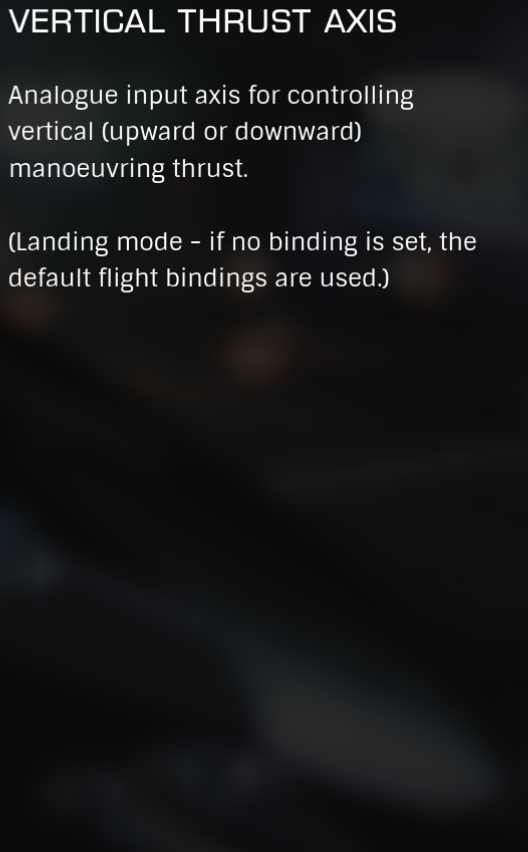 VERTICAL THRUST AXIS
Analogue input axis for controlling
vertical (upward or downward)
manoeuvring thrust.
(Landing mode - if no binding is set, the
default flight bindings are used.)